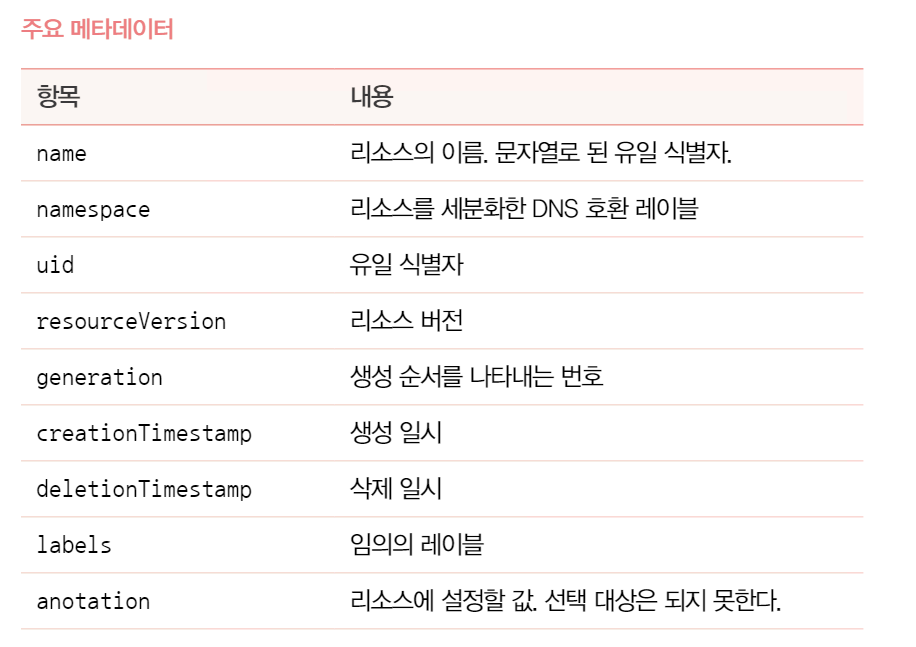 주요 메타데이터
항목 내용
name 리소스의 이름. 문자열로 된 유일 식별자.
namespace 리소스를 세분화한 DNS 호환 레이블
uid 유일 식별자
resourceVersion 리소스 버전
generation 생성 순서를 나타내는 번호
creationTimestamp 생성 일시
deletionTimestamp 삭제 일시
labels 임의의 레이블
anotation 리소스에 설정할 값. 선택 대상은 되지 못한다.